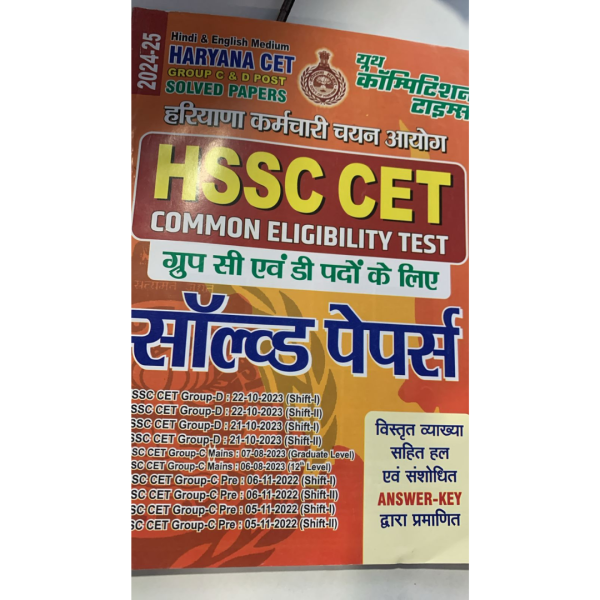 2024-25
Hindi & English Medium
HARYANA CET
GROUP C & D POST
SOLVED PAPERS
यूथ
कॉम्पिटिशन
टाइम्स
हरियाणा कर्मचारी चयन आयोग
HSSC CET
COMMON ELIGIBILITY TEST
ग्रुप सी एवं डी पदों के लिए
सॉल्व्ड पेपर्स
SSC CET Group-D : 22-10-2023 (Shift-I)
SSC CET Group-D : 22-10-2023 (Shift-II)
SSC CET Group-D : 21-10-2023 (Shift-I)
SSC CET Group-D : 21-10-2023 (Shift-II)
SC CET Group-C Mains : 07-08-2023 (Graduate Level)
SC CET Group-C Mains : 06-08-2023 (12th Level)
SC CET Group-C Pre : 06-11-2022 (Shift-I)
SC CET Group-C Pre : 06-11-2022 (Shift-II)
SC CET Group-C Pre : 05-11-2022 (Shift-I)
SC CET Group-C Pre : 05-11-2022 (Shift-II)
विस्तृत व्याख्या
सहित हल
एवं संशोधित
ANSWER-KEY
द्वारा प्रमाणित